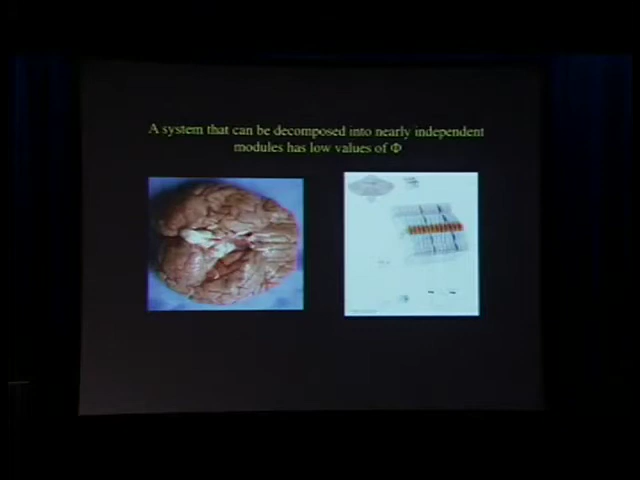 A system that can be decomposed into nearly independent
modules has low values of Φ